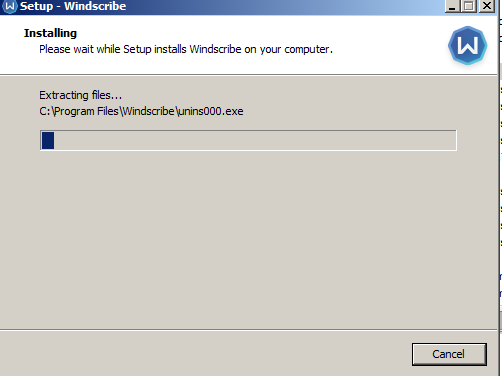 Setup - Windscribe
Installing
Please wait while Setup installs Windscribe on your computer.
Extracting files...
C:\Program Files\Windscribe\unins000.exe
Cancel